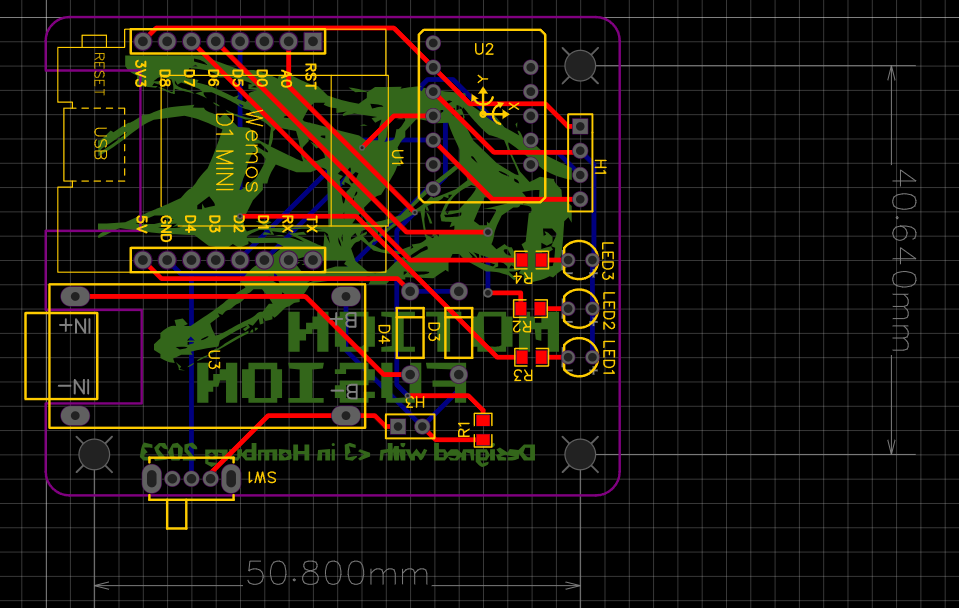 U2
Y
X
RESET
3V3 D8 D7 D6 D5 D0 A0 RST
USB
D1 MINI
Wemos
U1
H1
5V GND D4 D3 D2 D1 RX TX
R4
LED3
IN+
B+
R2
LED2
U3
D4
D3
MOTION
R3
LED1
IN-
B-
FUSION
H3
R1
Designed with <3 in Hamburg 2023
SW1
40.640mm
50.800mm